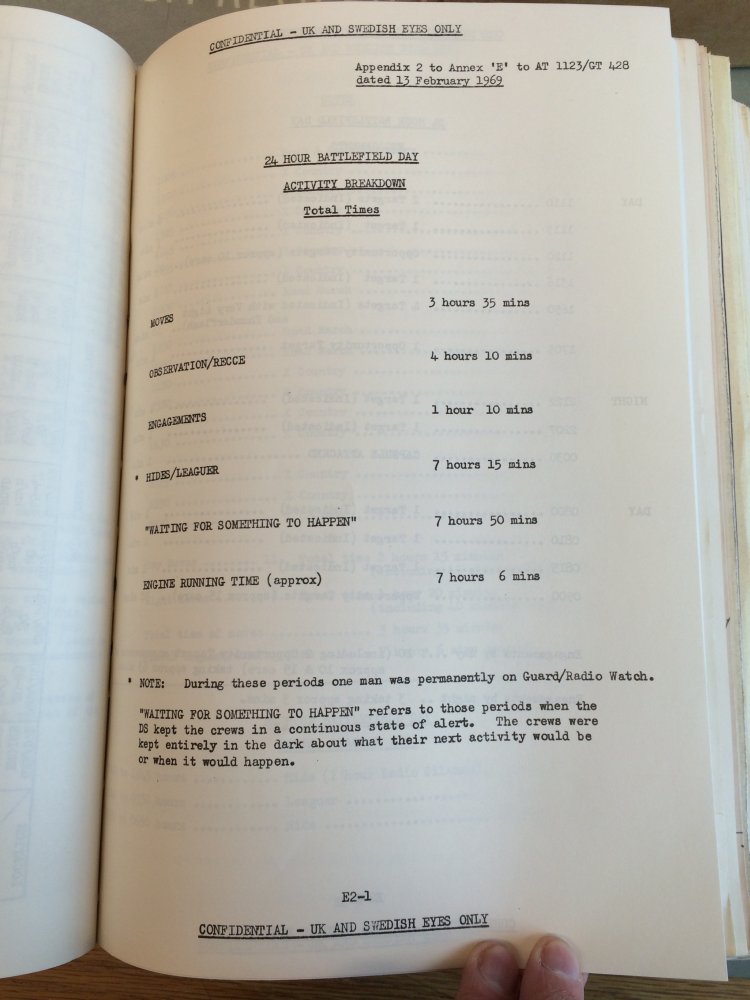 CONFIDENTIAL - UK AND SWEDISH EYES ONLY
Appendix 2 to Annex 'E' to AT 1123/GT 428
dated 13 February 1969
24 HOUR BATTLEFIELD DAY
ACTIVITY BREAKDOWN
Total Times
MOVES 3 hours 35 mins
OBSERVATION/RECCE 4 hours 10 mins
ENGAGEMENTS 1 hour 10 mins
* HIDES/LEAGUER 7 hours 15 mins
"WAITING FOR SOMETHING TO HAPPEN" 7 hours 50 mins
ENGINE RUNNING TIME (approx) 7 hours 6 mins
* NOTE: During these periods one man was permanently on Guard/Radio Watch.
"WAITING FOR SOMETHING TO HAPPEN" refers to those periods when the
DS kept the crews in a continuous state of alert. The crews were
kept entirely in the dark about what their next activity would be
or when it would happen.
E2-1
CONFIDENTIAL - UK AND SWEDISH EYES ONLY